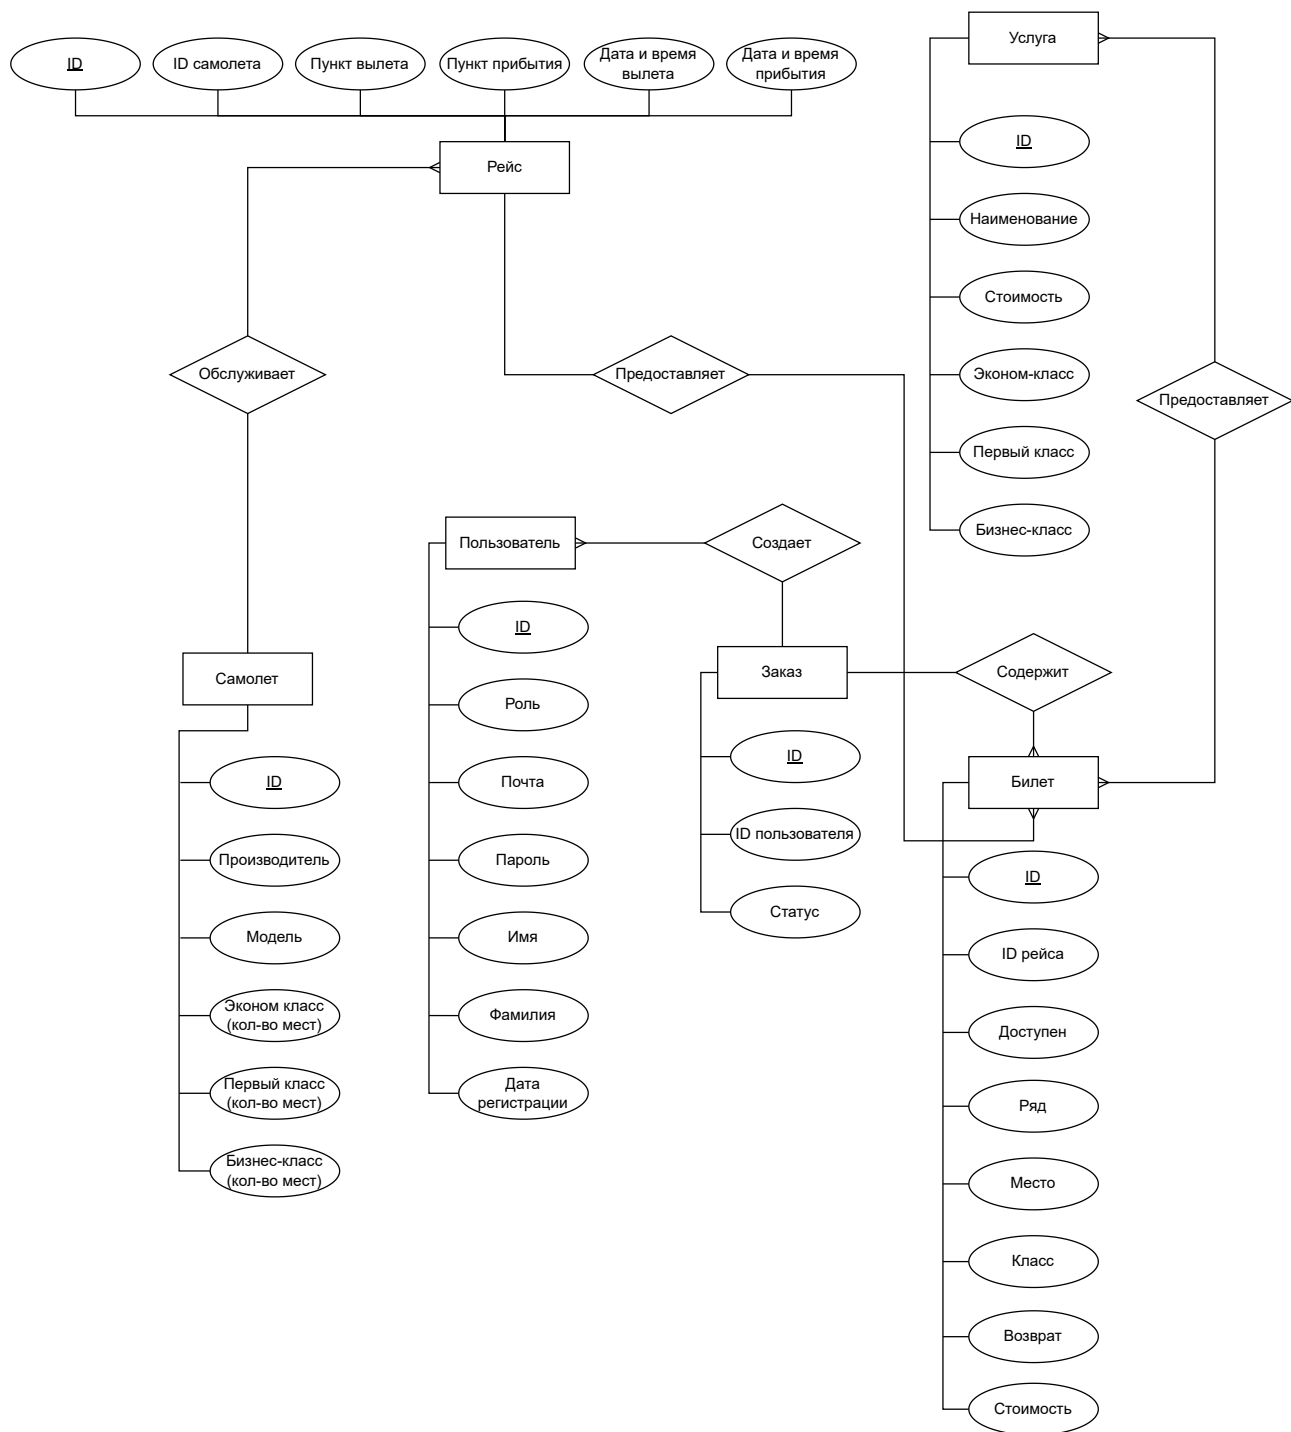 Услуга
ID
ID самолета
Пункт вылета
Пункт прибытия
Дата и время
вылета
Дата и время
прибытия
Рейс
ID
Наименование
Стоимость
Эконом-класс
Первый класс
Бизнес-класс
Обслуживает
Предоставляет
Предоставляет
Пользователь
Создает
ID
Роль
Почта
Пароль
Имя
Фамилия
Дата
регистрации
Самолет
ID
Производитель
Модель
Эконом класс
(кол-во мест)
Первый класс
(кол-во мест)
Бизнес-класс
(кол-во мест)
Заказ
Содержит
ID
ID пользователя
Статус
Билет
ID
ID рейса
Доступен
Ряд
Место
Класс
Возврат
Стоимость